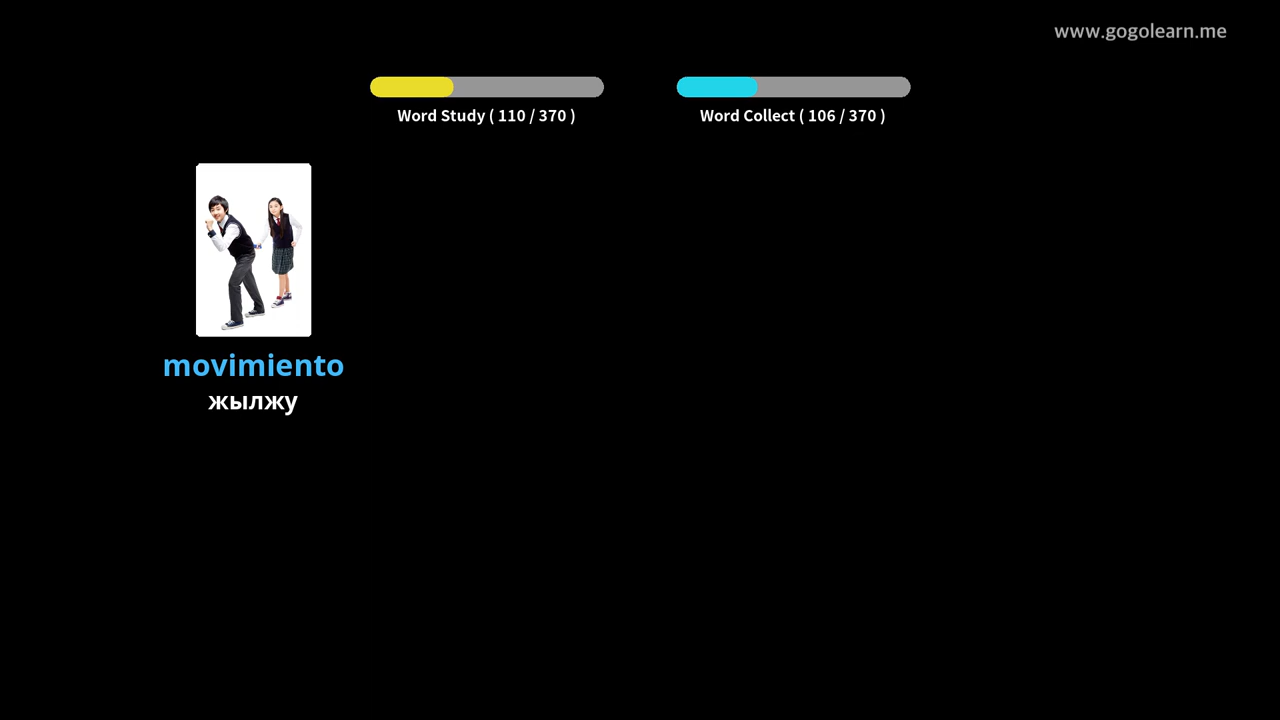 www.gogolearn.me
Word Study ( 110 / 370 )
Word Collect ( 106 / 370 )
movimiento
жылжу